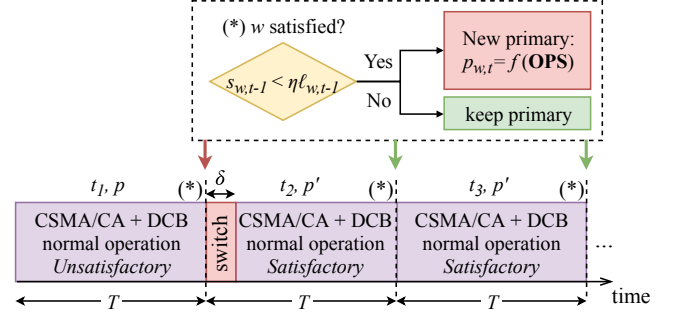 (*) w satisfied?
s_{w,t-1} < ηℓ_{w,t-1}
Yes
No
New primary:
p_{w,t} = f(OPS)
keep primary
t_1, p
(*)
δ
t_2, p'
(*)
t_3, p'
(*)
CSMA/CA + DCB
normal operation
Unsatisfactory
switch
CSMA/CA + DCB
normal operation
Satisfactory
CSMA/CA + DCB
normal operation
Satisfactory
...
T
T
T
time